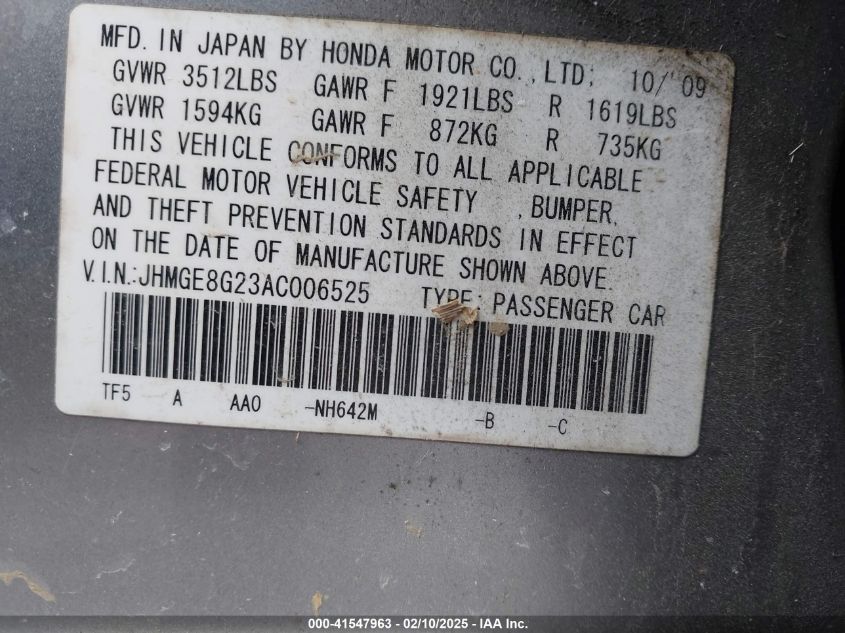 MFD. IN JAPAN BY HONDA MOTOR CO., LTD; 10/'09
GVWR 3512LBS GAWR F 1921LBS R 1619LBS
GVWR 1594KG GAWR F 872KG R 735KG
THIS VEHICLE CONFORMS TO ALL APPLICABLE
FEDERAL MOTOR VEHICLE SAFETY , BUMPER,
AND THEFT PREVENTION STANDARDS IN EFFECT
ON THE DATE OF MANUFACTURE SHOWN ABOVE.
V.I.N.:JHMGE8G23AC006525 TYPE: PASSENGER CAR
TF5 A AA0 -NH642M -B -C
000-41547963 - 02/10/2025 - IAA Inc.